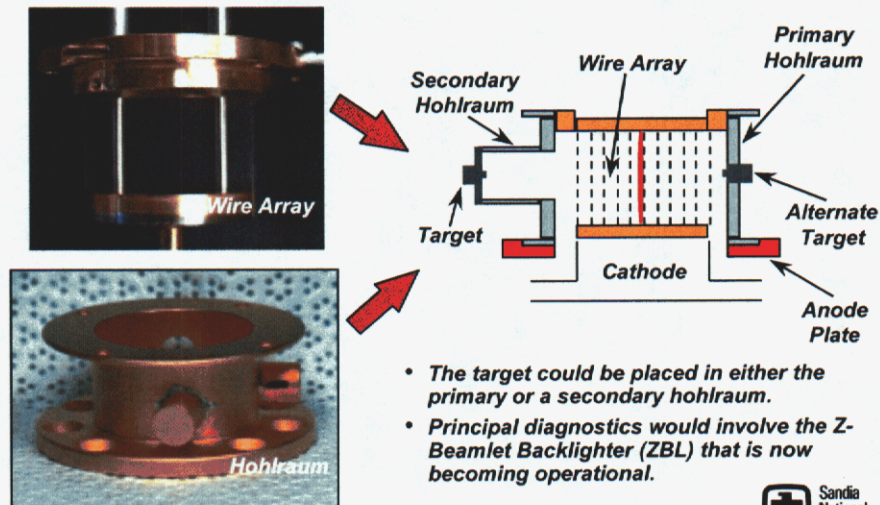 Wire Array
Hohlraum
Primary
Hohlraum
Wire Array
Secondary
Hohlraum
Target
Alternate
Target
Cathode
Anode
Plate
• The target could be placed in either the
primary or a secondary hohlraum.
• Principal diagnostics would involve the Z-
Beamlet Backlighter (ZBL) that is now
becoming operational.
Sandia